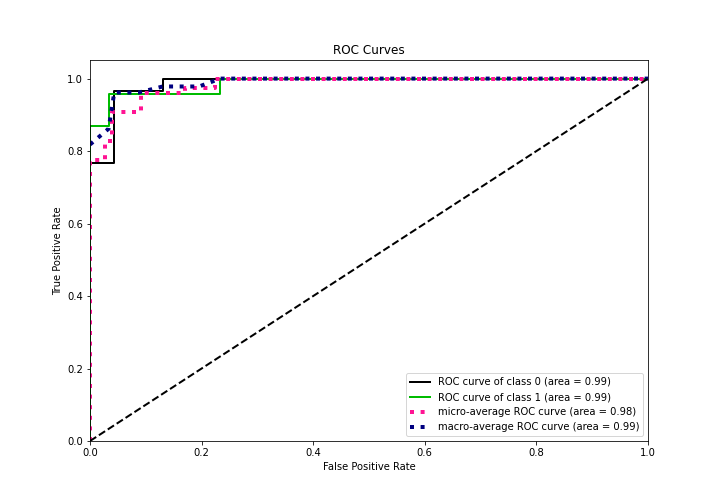 ROC Curves
1.0
0.8
0.6
0.4
0.2
0.0
True Positive Rate
0.0 0.2 0.4 0.6 0.8 1.0
False Positive Rate
ROC curve of class 0 (area = 0.99)
ROC curve of class 1 (area = 0.99)
micro-average ROC curve (area = 0.98)
macro-average ROC curve (area = 0.99)